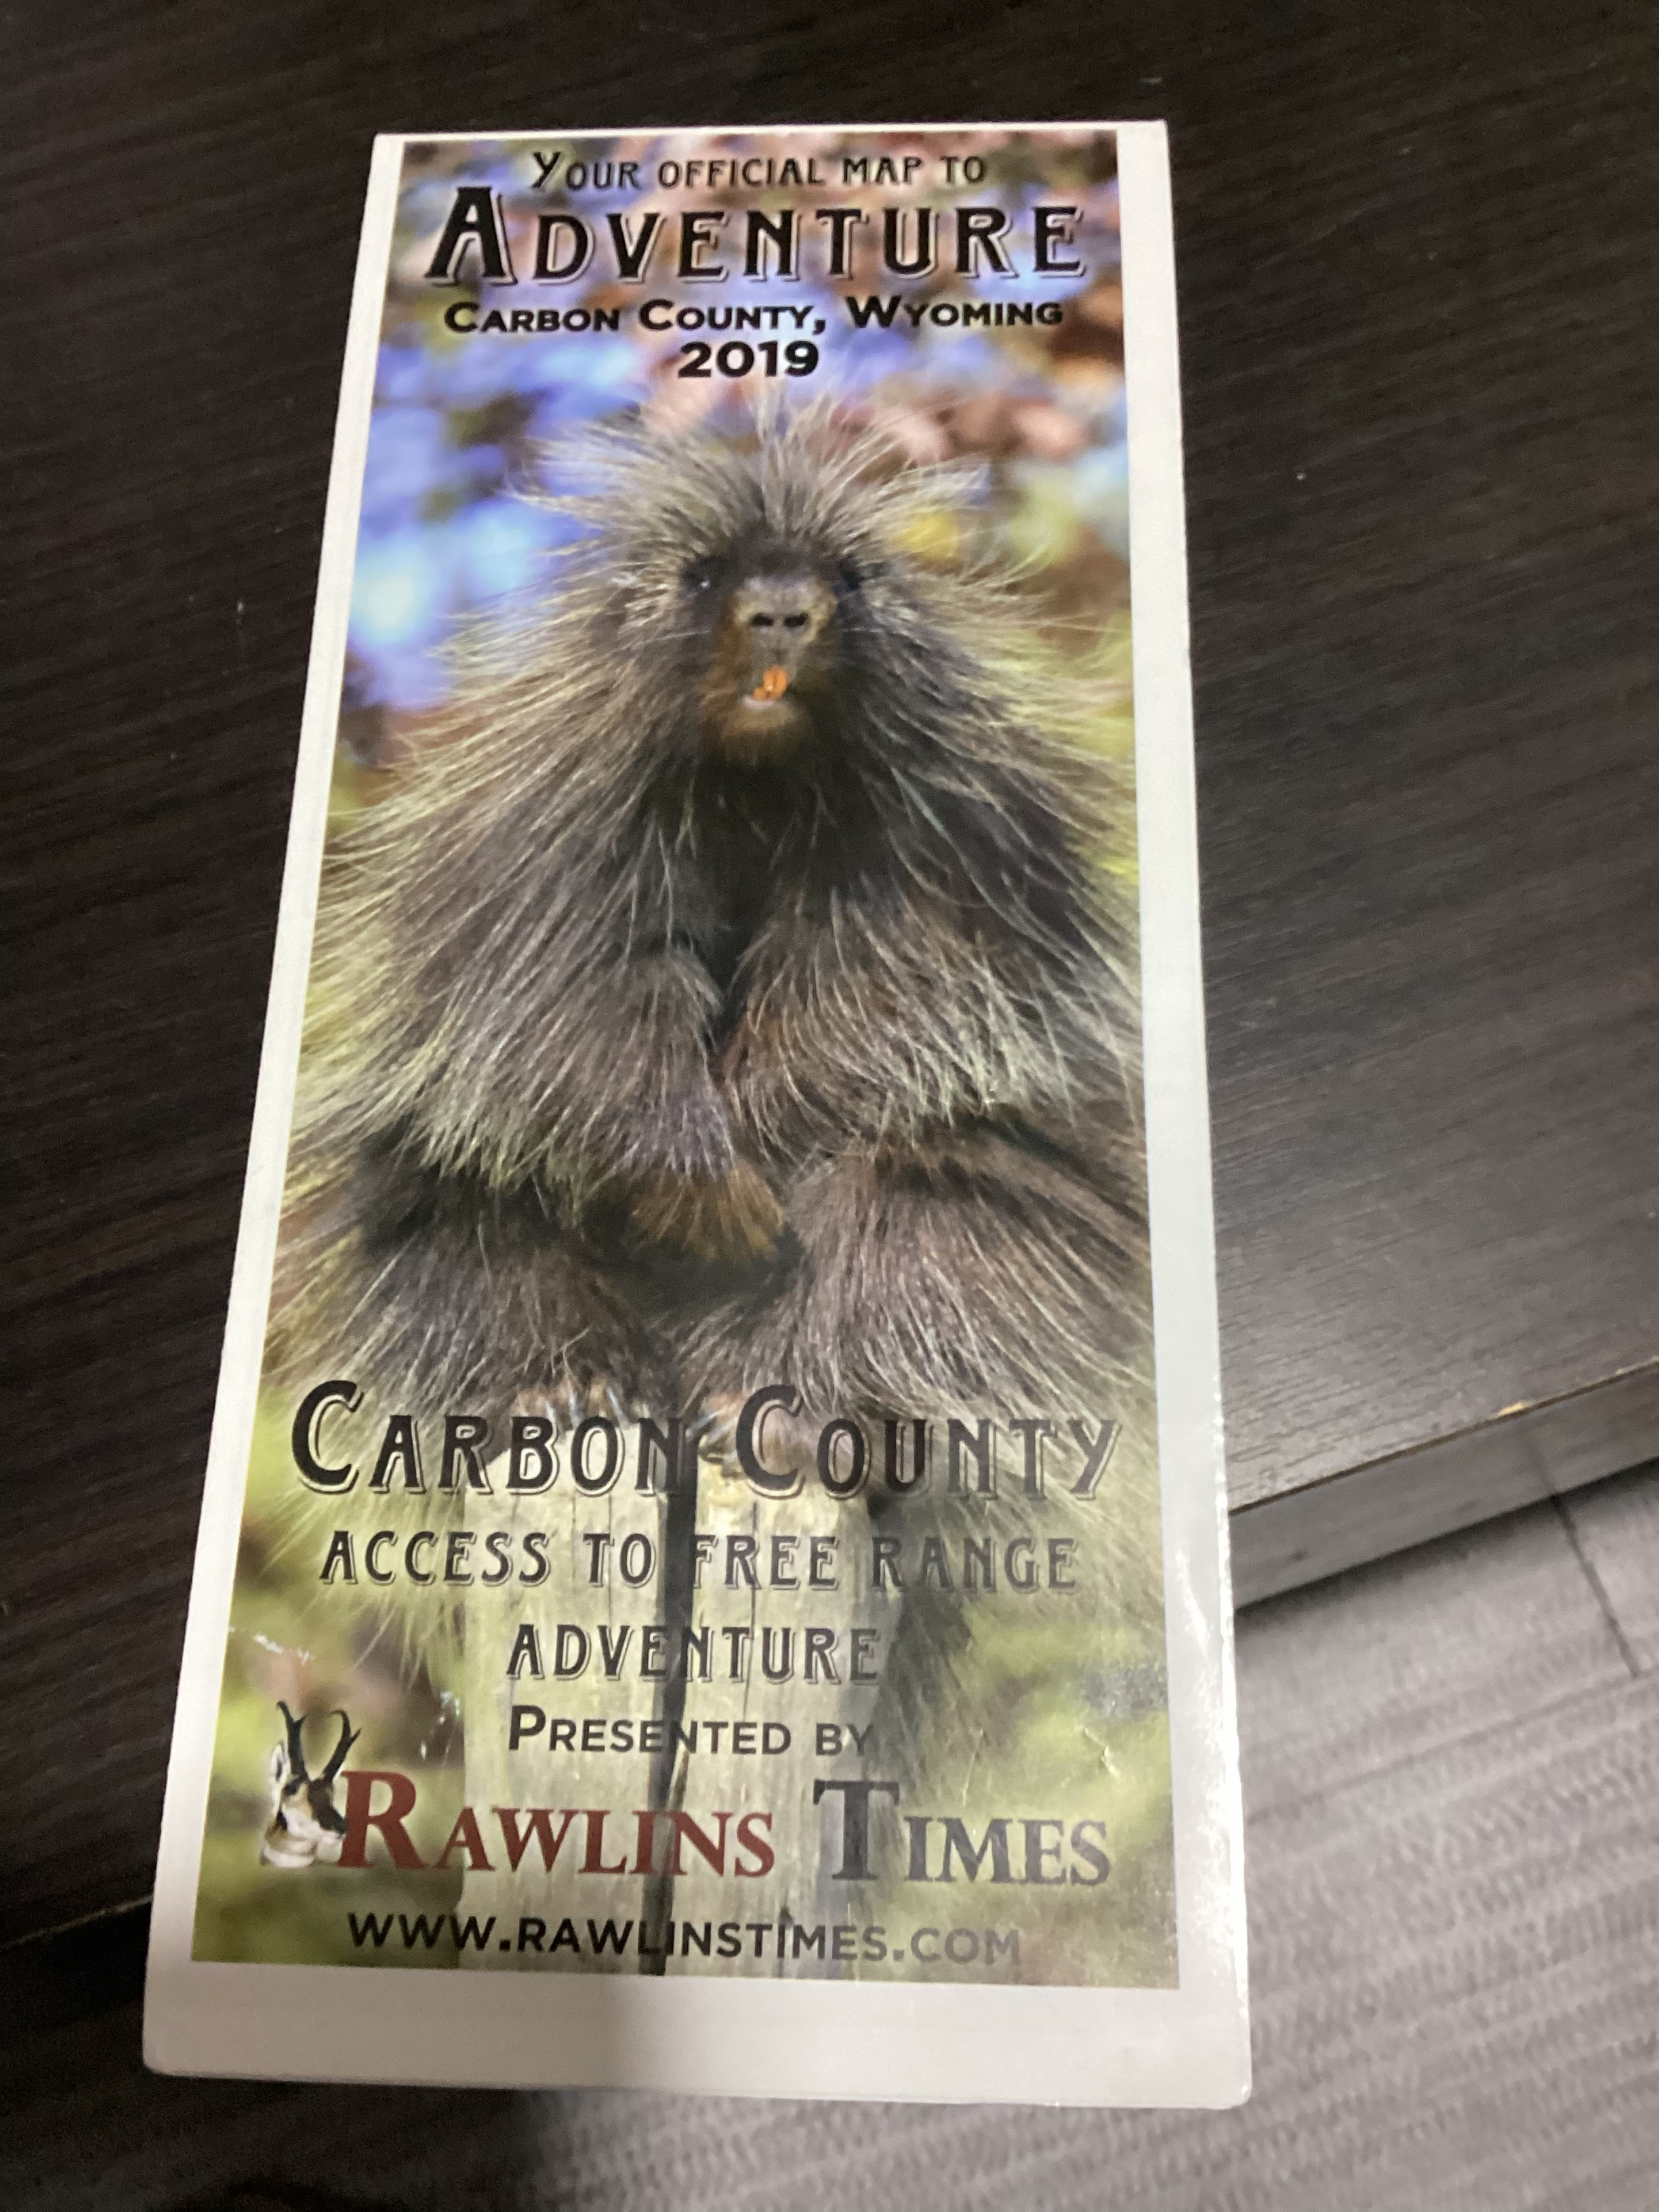 Your official map to
Adventure
Carbon County, Wyoming
2019
Carbon County
access to free range
adventure
Presented by
Rawlins Times
www.rawlinstimes.com